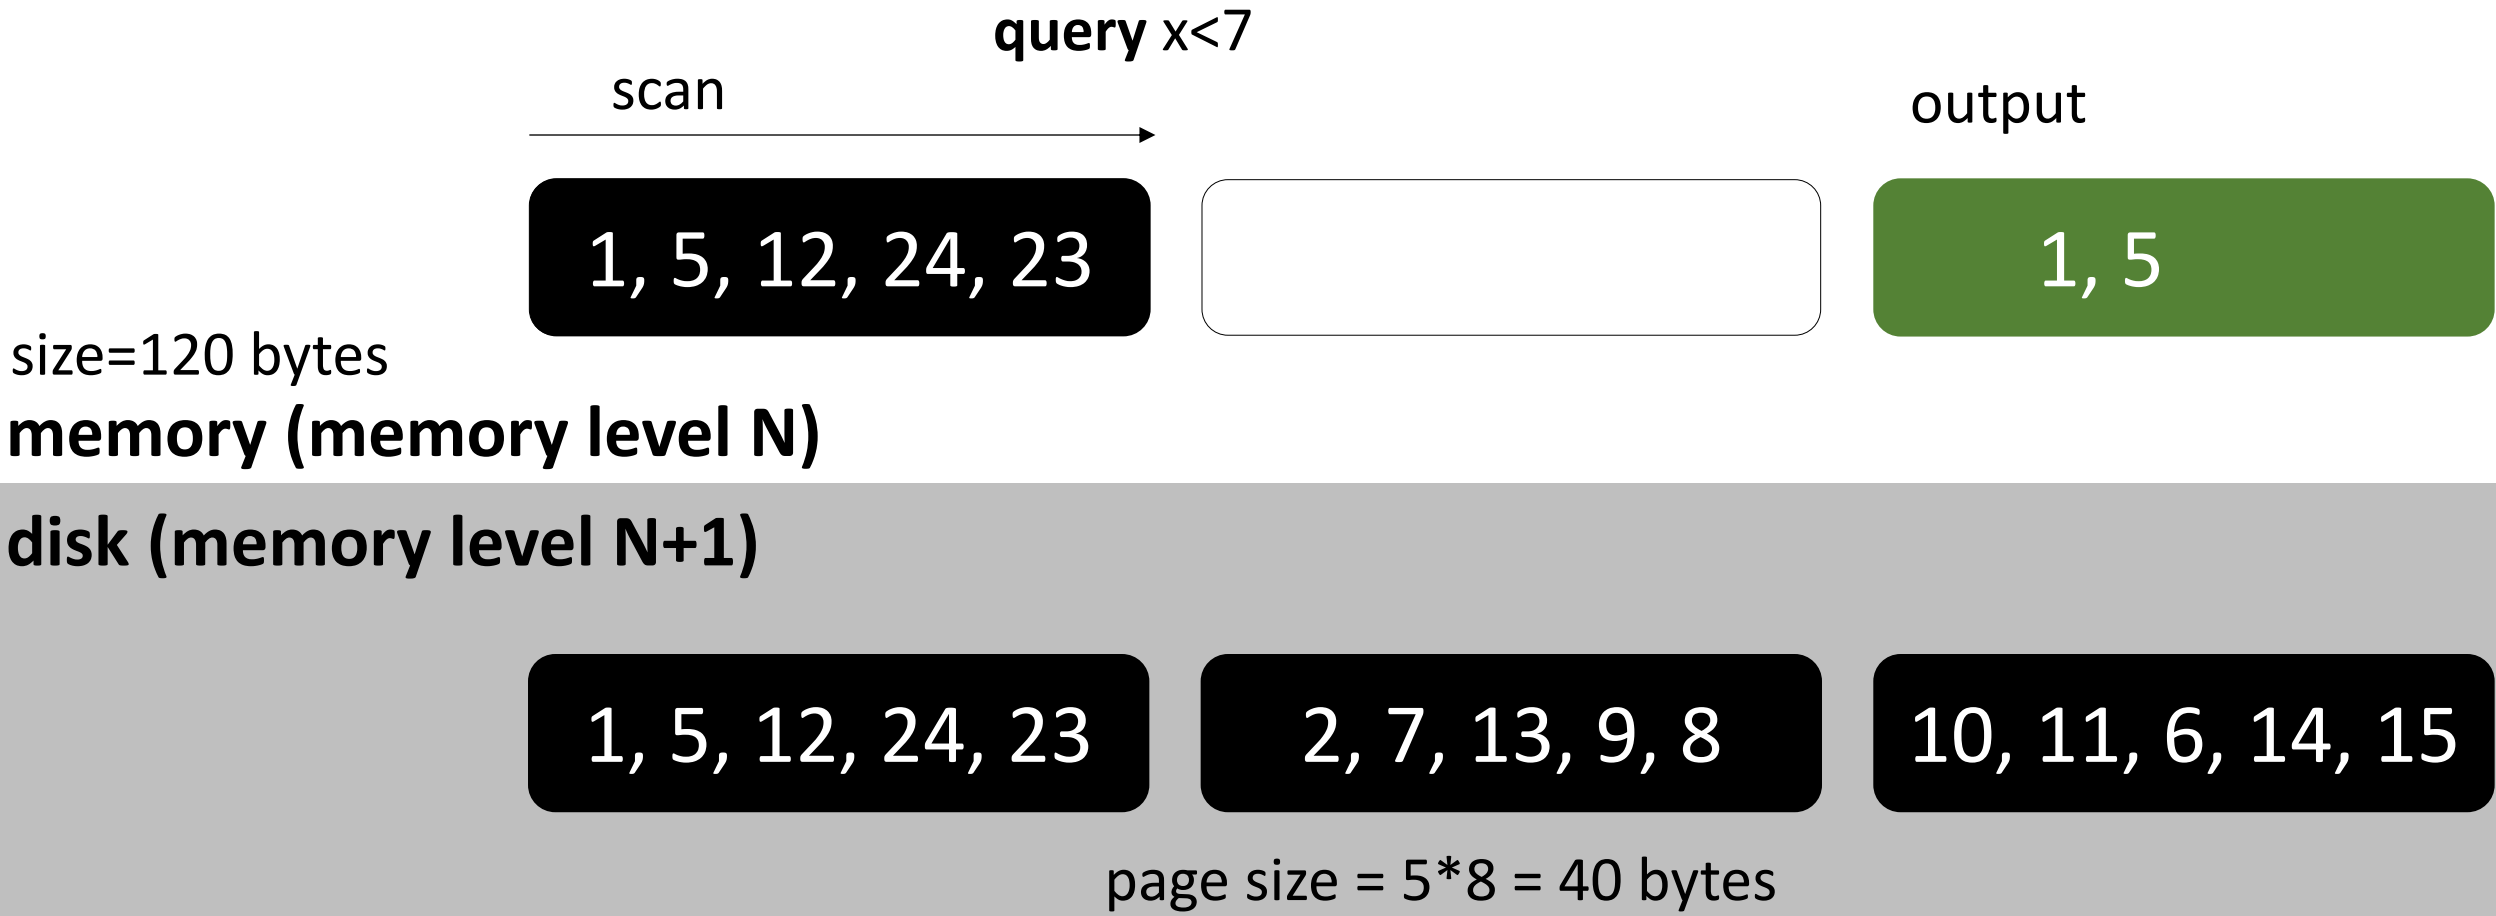 query x<7
scan
output
1, 5, 12, 24, 23
1, 5
size=120 bytes
memory (memory level N)
disk (memory level N+1)
1, 5, 12, 24, 23
2, 7, 13, 9, 8
10, 11, 6, 14, 15
page size = 5*8 = 40 bytes